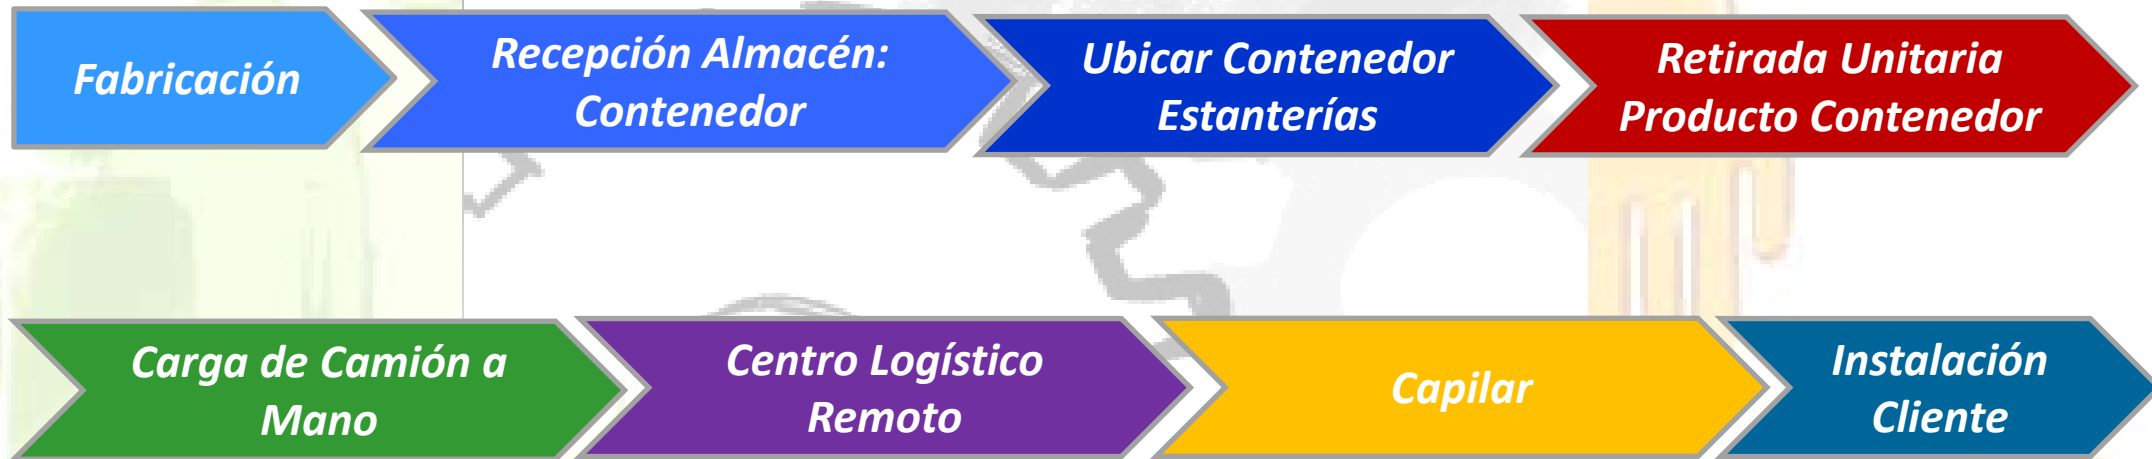 Fabricación
Recepción Almacén:
Contenedor
Ubicar Contenedor
Estanterías
Retirada Unitaria
Producto Contenedor
Carga de Camión a
Mano
Centro Logístico
Remoto
Capilar
Instalación
Cliente